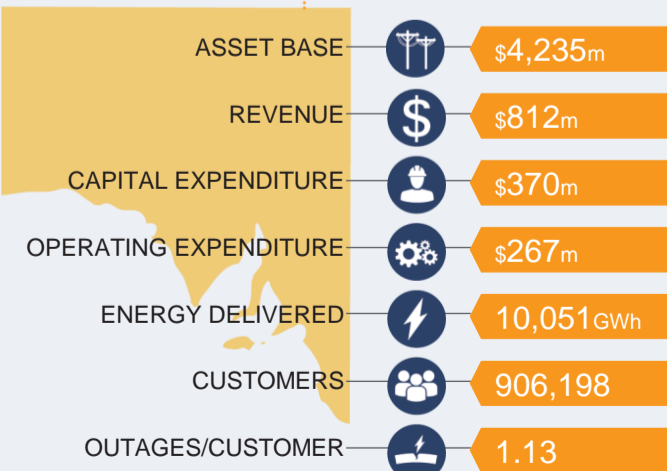 ASSET BASE $4,235m
REVENUE $812m
CAPITAL EXPENDITURE $370m
OPERATING EXPENDITURE $267m
ENERGY DELIVERED 10,051GWh
CUSTOMERS 906,198
OUTAGES/CUSTOMER 1.13